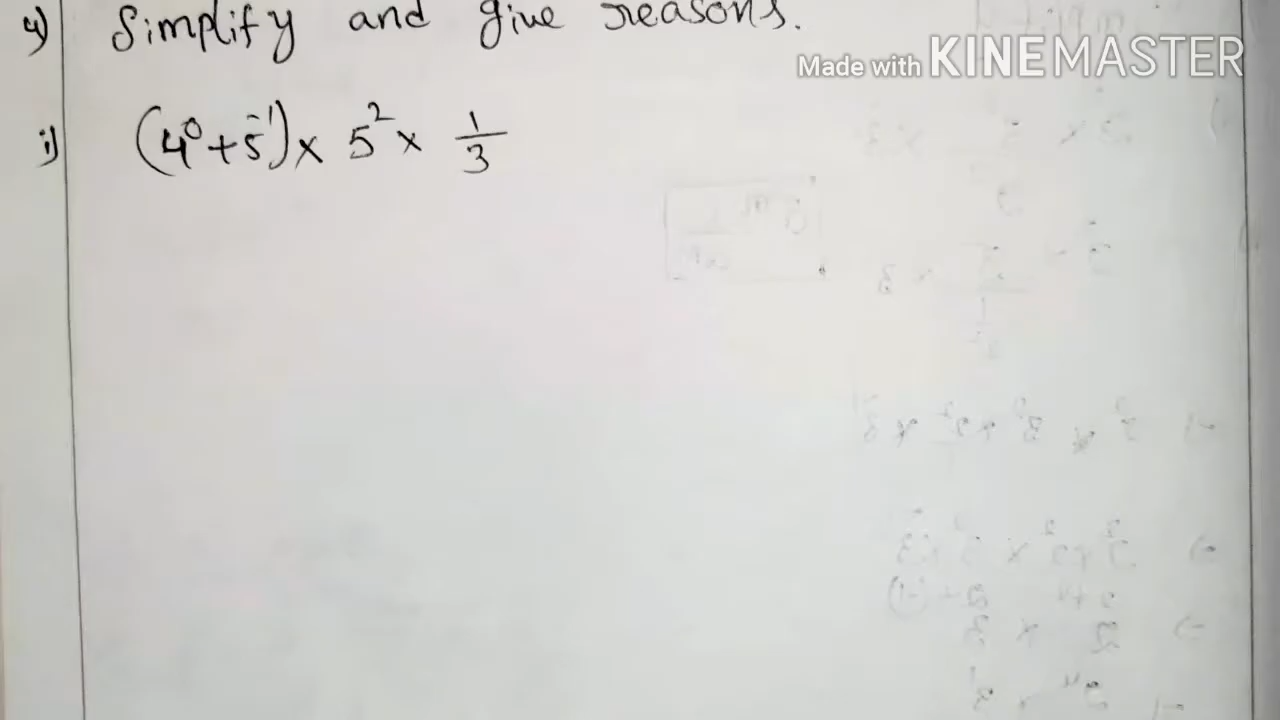 4) Simplify and give reasons.
Made with KINEMASTER
i) (4⁰+5⁻¹)× 5² × 1/3